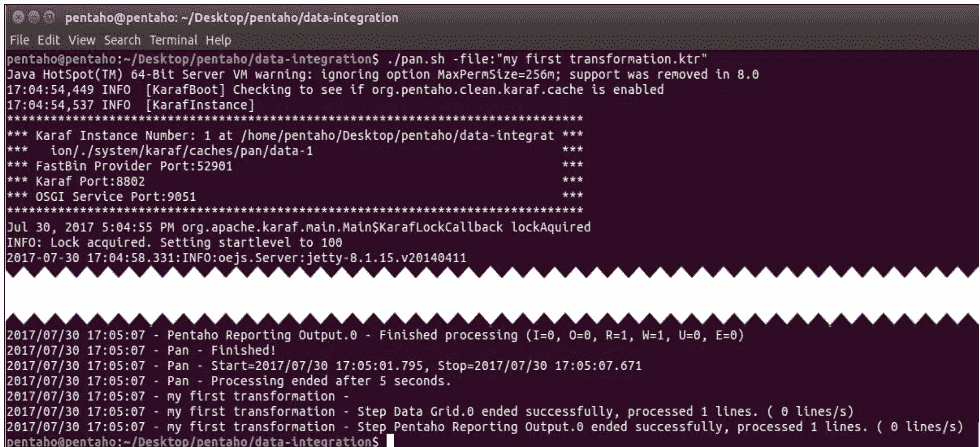 pentaho@pentaho: ~/Desktop/pentaho/data-integration
File Edit View Search Terminal Help
pentaho@pentaho:~/Desktop/pentaho/data-integration$ ./pan.sh -file:"my first transformation.ktr"
Java HotSpot(TM) 64-Bit Server VM warning: ignoring option MaxPermSize=256m; support was removed in 8.0
17:04:54,449 INFO  [KarafBoot] Checking to see if org.pentaho.clean.karaf.cache is enabled
17:04:54,537 INFO  [KarafInstance]
*******************************************************************************
*** Karaf Instance Number: 1 at /home/pentaho/Desktop/pentaho/data-integrat ***
***   ion/./system/karaf/caches/pan/data-1                                  ***
*** FastBin Provider Port:52901                                             ***
*** Karaf Port:8802                                                         ***
*** OSGI Service Port:9051                                                  ***
*******************************************************************************
Jul 30, 2017 5:04:55 PM org.apache.karaf.main.Main$KarafLockCallback lockAquired
INFO: Lock acquired. Setting startlevel to 100
2017-07-30 17:04:58.331:INFO:oejs.Server:jetty-8.1.15.v20140411
2017/07/30 17:05:07 - Pentaho Reporting Output.0 - Finished processing (I=0, O=0, R=1, W=1, U=0, E=0)
2017/07/30 17:05:07 - Pan - Finished!
2017/07/30 17:05:07 - Pan - Start=2017/07/30 17:05:01.795, Stop=2017/07/30 17:05:07.671
2017/07/30 17:05:07 - Pan - Processing ended after 5 seconds.
2017/07/30 17:05:07 - my first transformation -
2017/07/30 17:05:07 - my first transformation - Step Data Grid.0 ended successfully, processed 1 lines. ( 0 lines/s)
2017/07/30 17:05:07 - my first transformation - Step Pentaho Reporting Output.0 ended successfully, processed 1 lines. ( 0 lines/s)
pentaho@pentaho:~/Desktop/pentaho/data-integration$